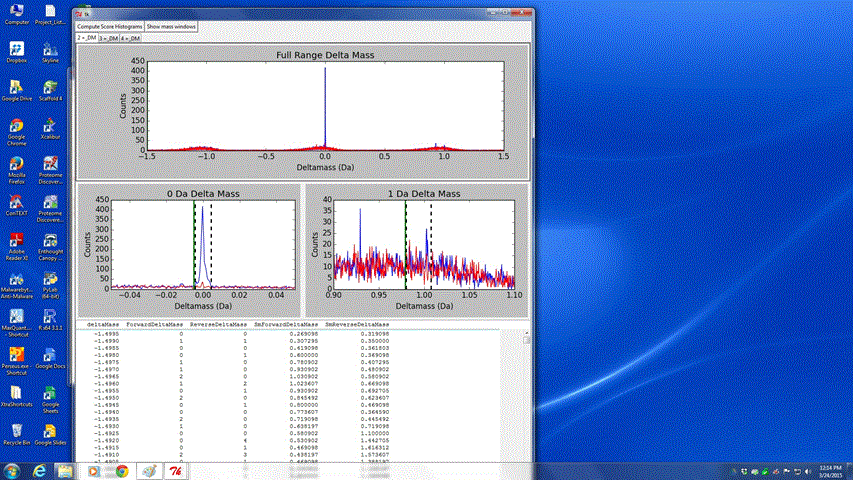 Computer
Project_List...
Dropbox
Skyline
Google Drive
Scaffold 4
Google Chrome
Xcalibur
Mozilla Firefox
Proteome Discovere...
ConTEXT
Proteome Discovere...
Adobe Reader XI
Enthought Canopy ...
Malwarebyt... Anti-Malware
PyLab (64-bit)
MaxQuant.... - Shortcut
R x64 3.1.1
Perseus.exe - Shortcut
Google Docs
XtraShortcuts
Google Sheets
Recycle Bin
Google Slides
tk
Compute Score Histograms
Show mass windows
2+_DM
3+_DM
4+_DM
Full Range Delta Mass
Counts
450
400
350
300
250
200
150
100
50
0
−1.5
−1.0
−0.5
0.0
0.5
1.0
1.5
Deltamass (Da)
0 Da Delta Mass
Counts
450
400
350
300
250
200
150
100
50
0
−0.04
−0.02
0.00
0.02
0.04
Deltamass (Da)
1 Da Delta Mass
Counts
40
35
30
25
20
15
10
5
0
0.90
0.95
1.00
1.05
1.10
Deltamass (Da)
deltaMass ForwardDeltaMass ReverseDeltaMass SmForwardDeltaMass SmReverseDeltaMass
-1.4995 0 0 0.269098 0.319098
-1.4990 1 1 0.307295 0.350000
-1.4985 0 0 0.619098 0.361803
-1.4980 0 1 0.600000 0.369098
-1.4975 2 0 0.780902 0.407295
-1.4970 1 0 0.930902 0.480902
-1.4965 2 0 1.030902 0.580902
-1.4960 1 2 1.023607 0.669098
-1.4955 0 1 0.930902 0.692705
-1.4950 2 0 0.845492 0.623607
-1.4945 0 1 0.800000 0.469098
-1.4940 0 0 0.773607 0.364590
-1.4935 2 0 0.719098 0.445492
-1.4930 1 0 0.638197 0.719098
-1.4925 0 0 0.580902 1.100000
-1.4920 0 4 0.530902 1.442705
-1.4915 0 1 0.469098 1.616312
-1.4910 2 3 0.438197 1.573607
12:14 PM
3/24/2015